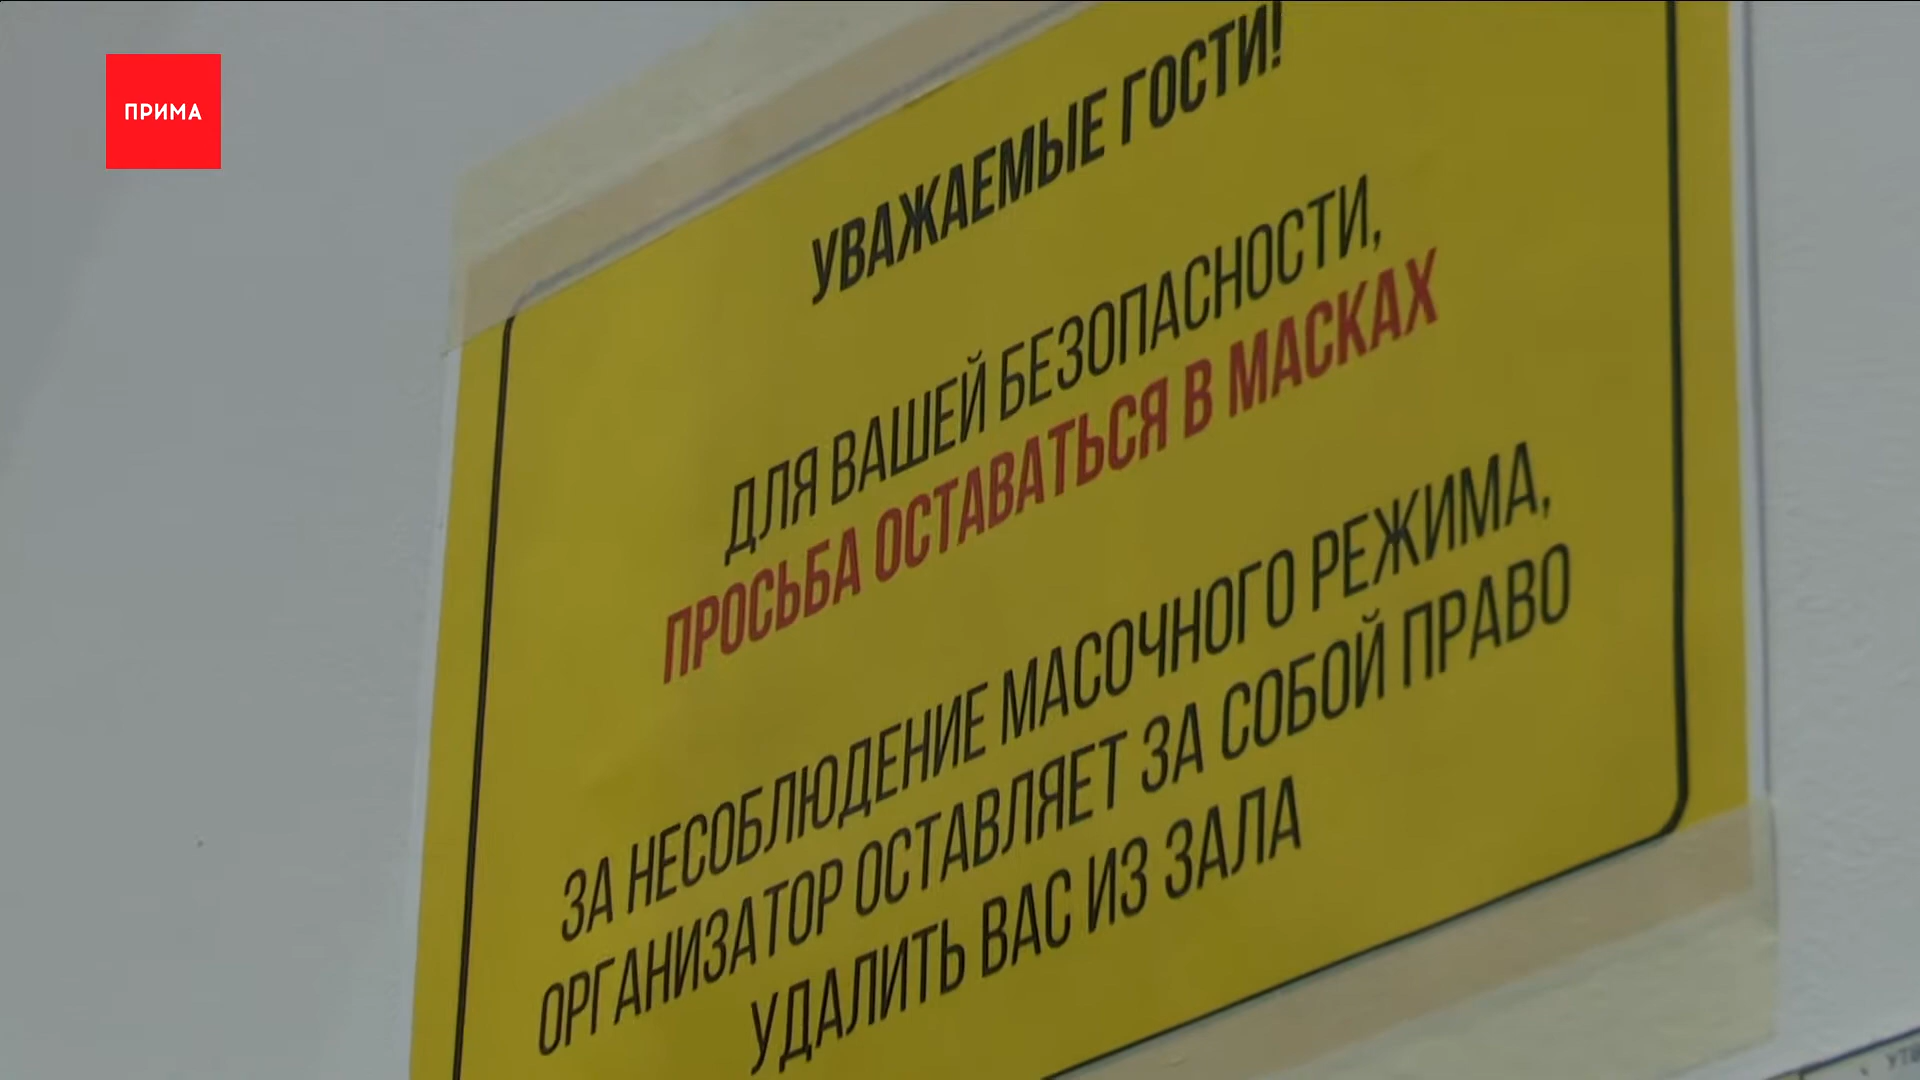 ПРИМА
УВАЖАЕМЫЕ ГОСТИ!
ДЛЯ ВАШЕЙ БЕЗОПАСНОСТИ,
ПРОСЬБА ОСТАВАТЬСЯ В МАСКАХ
ЗА НЕСОБЛЮДЕНИЕ МАСОЧНОГО РЕЖИМА,
ОРГАНИЗАТОР ОСТАВЛЯЕТ ЗА СОБОЙ ПРАВО
УДАЛИТЬ ВАС ИЗ ЗАЛА